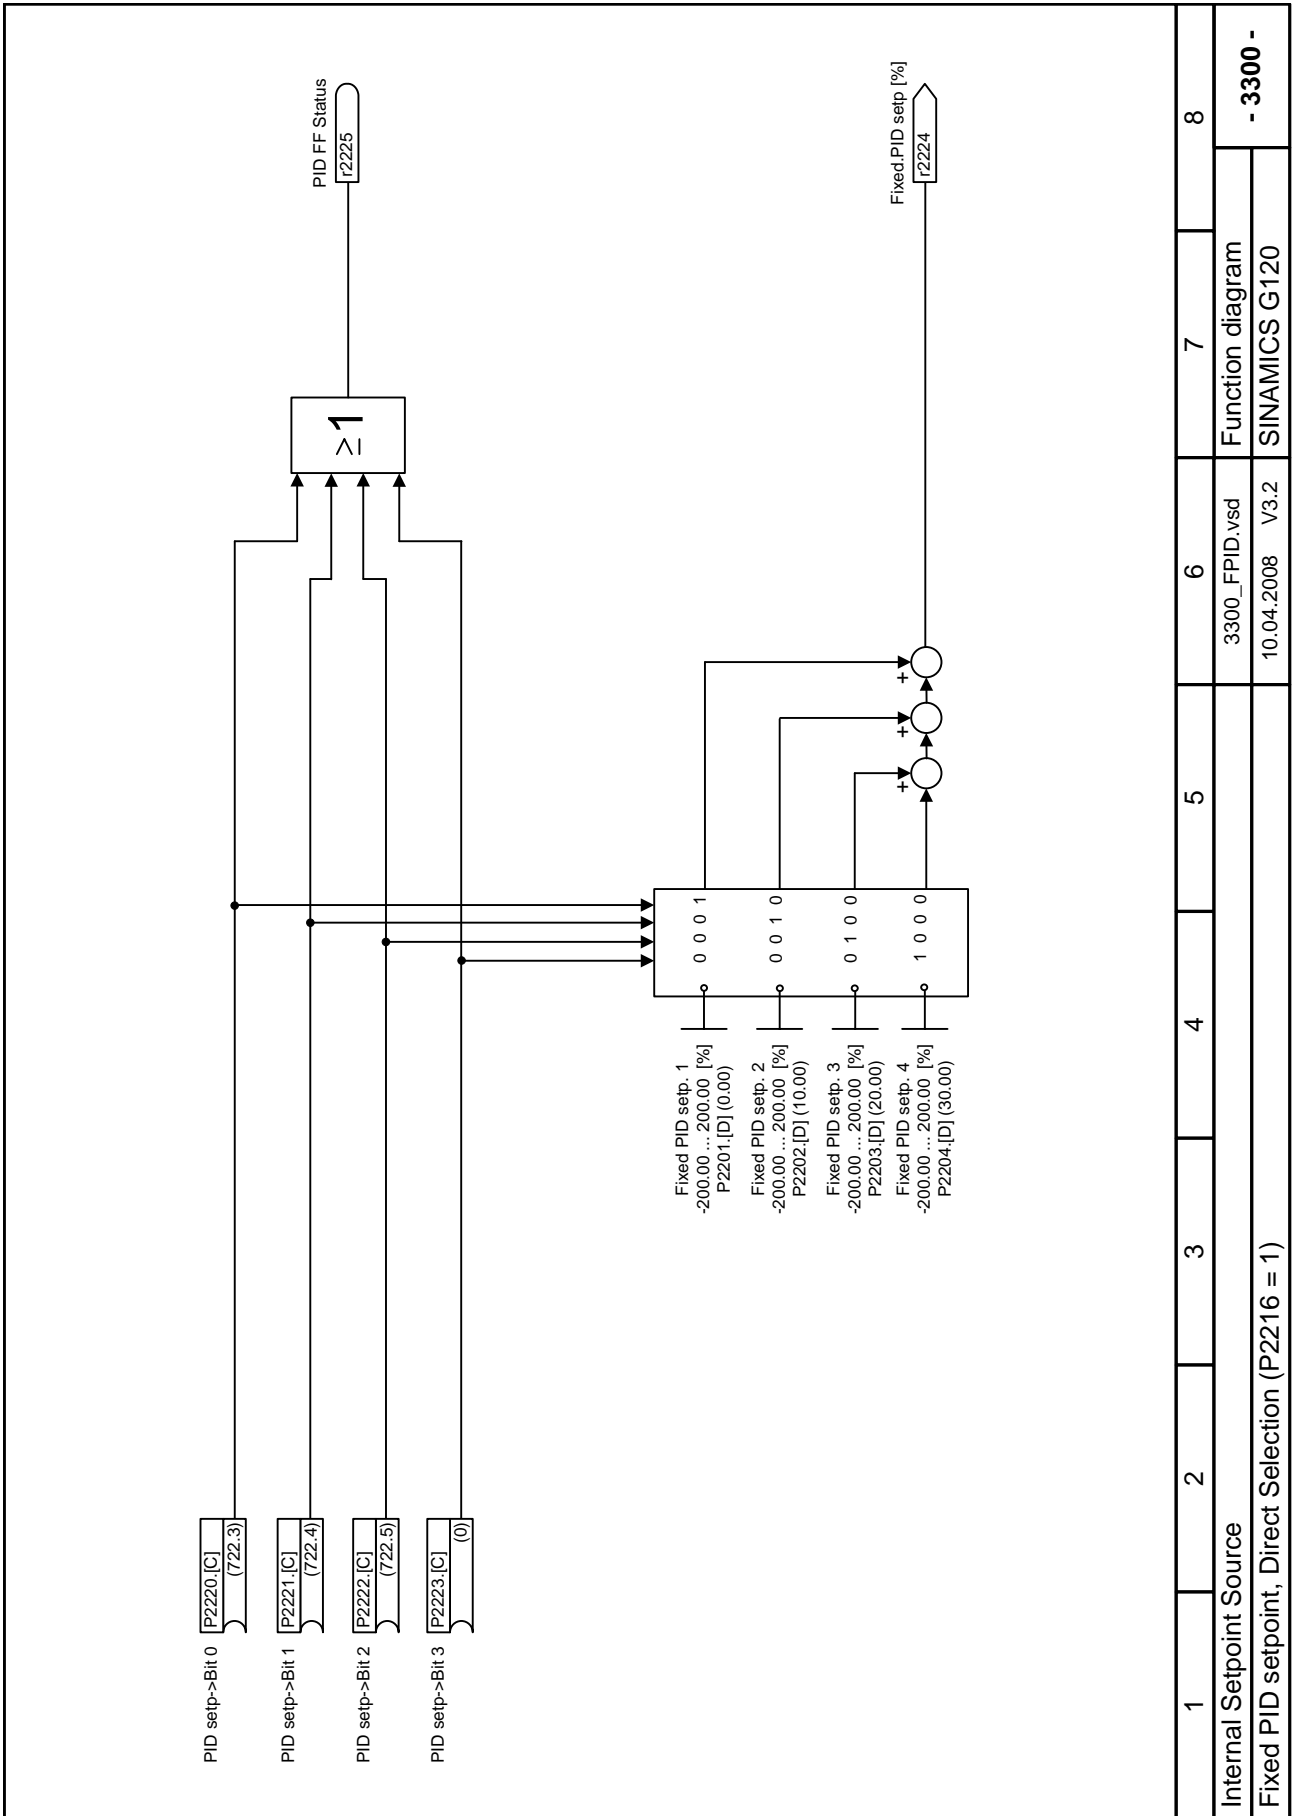 PID FF Status
r2225
≥1
PID setp->Bit 0
P2220.[C]
(722.3)
PID setp->Bit 1
P2221.[C]
(722.4)
PID setp->Bit 2
P2222.[C]
(722.5)
PID setp->Bit 3
P2223.[C]
(0)
Fixed PID setp. 1
-200.00 ... 200.00 [%]
P2201.[D] (0.00)
0 0 0 1
Fixed PID setp. 2
-200.00 ... 200.00 [%]
P2202.[D] (10.00)
0 0 1 0
Fixed PID setp. 3
-200.00 ... 200.00 [%]
P2203.[D] (20.00)
0 1 0 0
Fixed PID setp. 4
-200.00 ... 200.00 [%]
P2204.[D] (30.00)
1 0 0 0
+
+
+
Fixed.PID setp [%]
r2224
1 2 3 4 5 6 7 8
Internal Setpoint Source
3300_FPID.vsd
Function diagram
- 3300 -
Fixed PID setpoint, Direct Selection (P2216 = 1)
10.04.2008 V3.2
SINAMICS G120